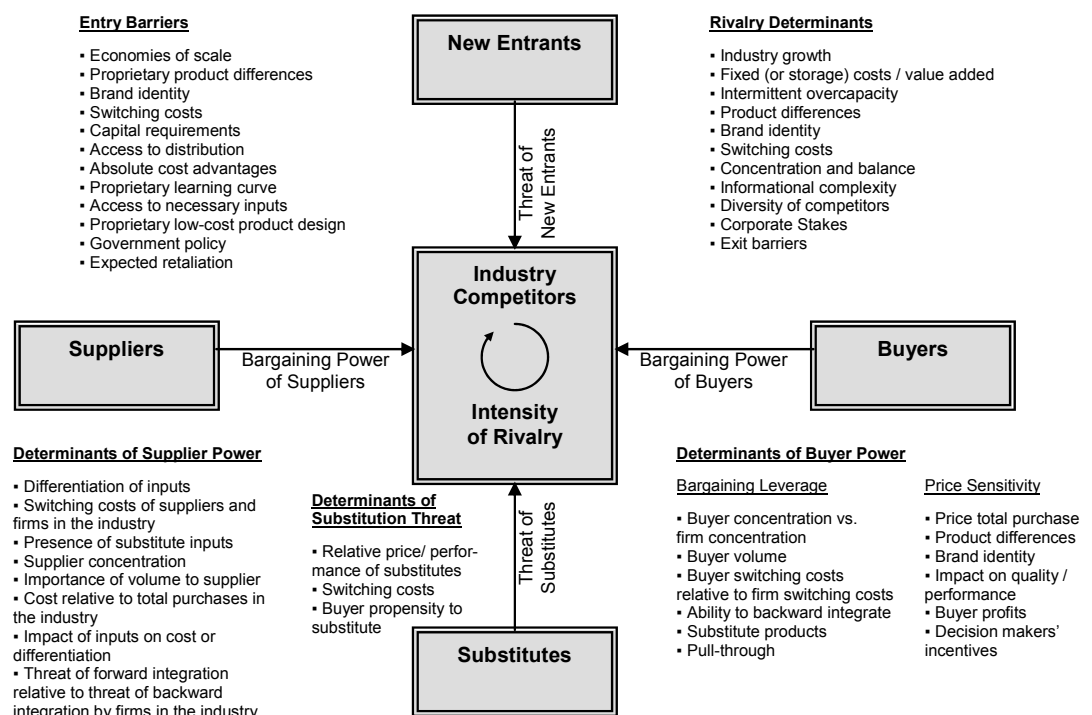 Entry Barriers
▪ Economies of scale
▪ Proprietary product differences
▪ Brand identity
▪ Switching costs
▪ Capital requirements
▪ Access to distribution
▪ Absolute cost advantages
▪ Proprietary learning curve
▪ Access to necessary inputs
▪ Proprietary low-cost product design
▪ Government policy
▪ Expected retaliation
New Entrants
Threat of
New Entrants
Rivalry Determinants
▪ Industry growth
▪ Fixed (or storage) costs / value added
▪ Intermittent overcapacity
▪ Product differences
▪ Brand identity
▪ Switching costs
▪ Concentration and balance
▪ Informational complexity
▪ Diversity of competitors
▪ Corporate Stakes
▪ Exit barriers
Suppliers
Bargaining Power
of Suppliers
Industry
Competitors
Intensity
of Rivalry
Bargaining Power
of Buyers
Buyers
Determinants of Supplier Power
▪ Differentiation of inputs
▪ Switching costs of suppliers and
firms in the industry
▪ Presence of substitute inputs
▪ Supplier concentration
▪ Importance of volume to supplier
▪ Cost relative to total purchases in
the industry
▪ Impact of inputs on cost or
differentiation
▪ Threat of forward integration
relative to threat of backward
integration by firms in the industry
Determinants of
Substitution Threat
▪ Relative price/ perfor-
mance of substitutes
▪ Switching costs
▪ Buyer propensity to
substitute
Threat of
Substitutes
Substitutes
Determinants of Buyer Power
Bargaining Leverage
▪ Buyer concentration vs.
firm concentration
▪ Buyer volume
▪ Buyer switching costs
relative to firm switching costs
▪ Ability to backward integrate
▪ Substitute products
▪ Pull-through
Price Sensitivity
▪ Price total purchase
▪ Product differences
▪ Brand identity
▪ Impact on quality /
performance
▪ Buyer profits
▪ Decision makers'
incentives